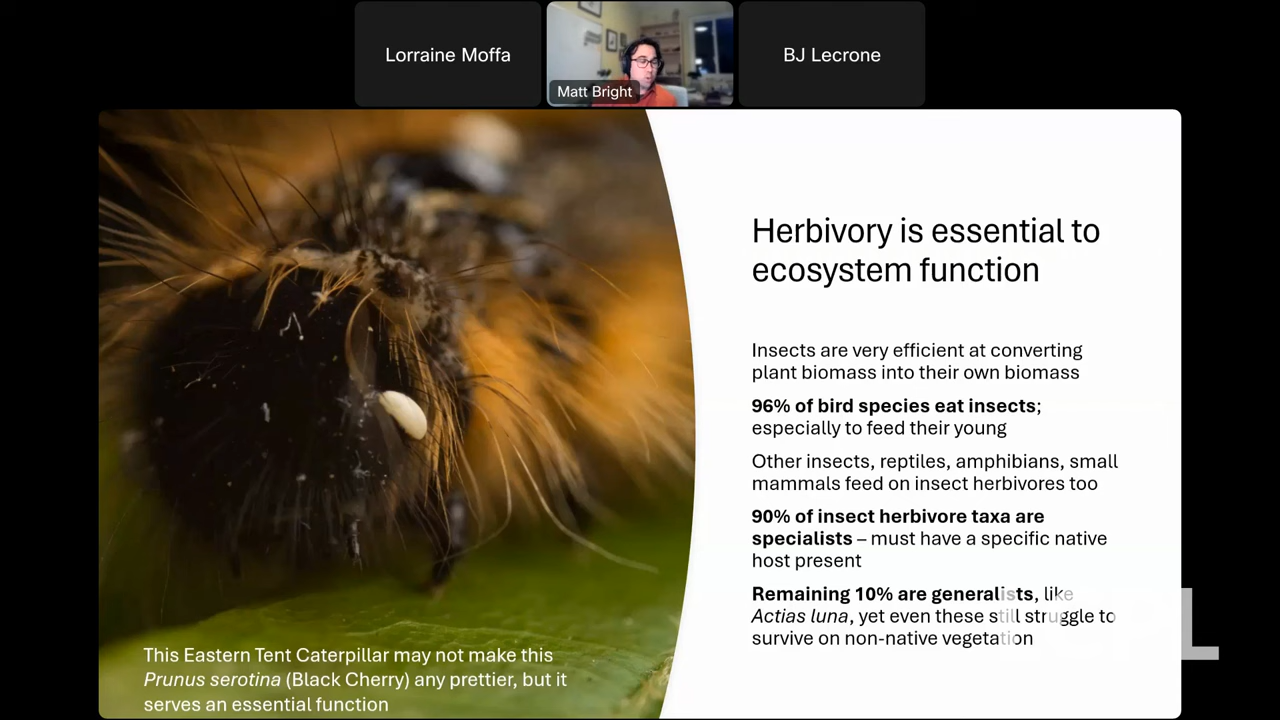 Lorraine Moffa
Matt Bright
BJ Lecrone
Herbivory is essential to
ecosystem function
Insects are very efficient at converting
plant biomass into their own biomass
96% of bird species eat insects;
especially to feed their young
Other insects, reptiles, amphibians, small
mammals feed on insect herbivores too
90% of insect herbivore taxa are
specialists – must have a specific native
host present
Remaining 10% are generalists, like
Actias luna, yet even these still struggle to
survive on non-native vegetation
This Eastern Tent Caterpillar may not make this
Prunus serotina (Black Cherry) any prettier, but it
serves an essential function